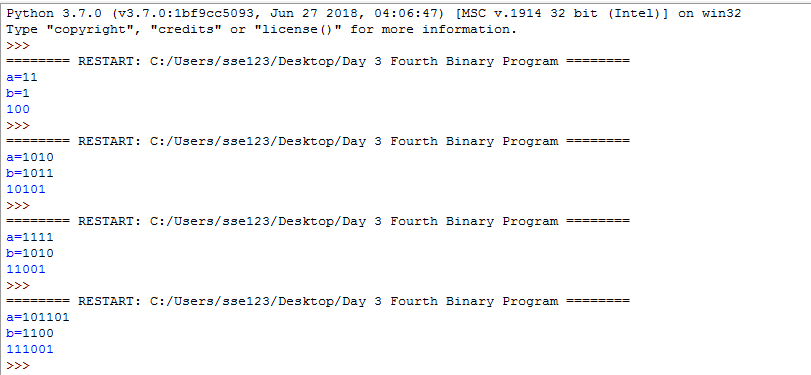 Python 3.7.0 (v3.7.0:1bf9cc5093, Jun 27 2018, 04:06:47) [MSC v.1914 32 bit (Intel)] on win32
Type "copyright", "credits" or "license()" for more information.
>>>
======== RESTART: C:/Users/sse123/Desktop/Day 3 Fourth Binary Program ========
a=11
b=1
100
>>>
======== RESTART: C:/Users/sse123/Desktop/Day 3 Fourth Binary Program ========
a=1010
b=1011
10101
>>>
======== RESTART: C:/Users/sse123/Desktop/Day 3 Fourth Binary Program ========
a=1111
b=1010
11001
>>>
======== RESTART: C:/Users/sse123/Desktop/Day 3 Fourth Binary Program ========
a=101101
b=1100
111001
>>>